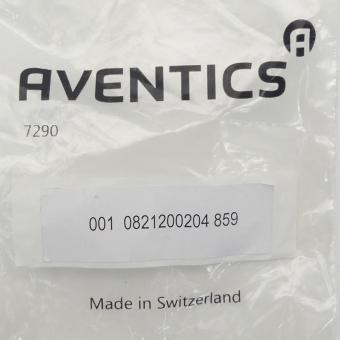 AVENTICS
7290
001 0821200204 859
Made in Switzerland